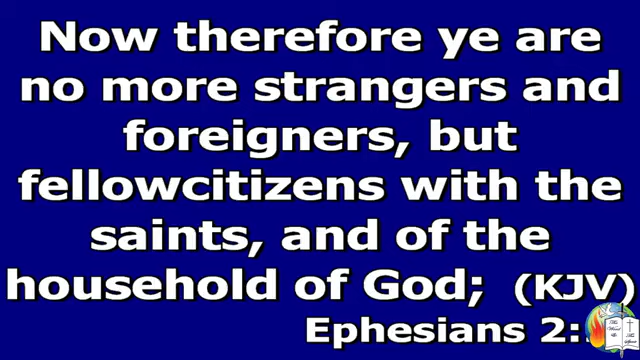 Now therefore ye are
no more strangers and
foreigners, but
fellowcitizens with the
saints, and of the
household of God; (KJV)
Ephesians 2: